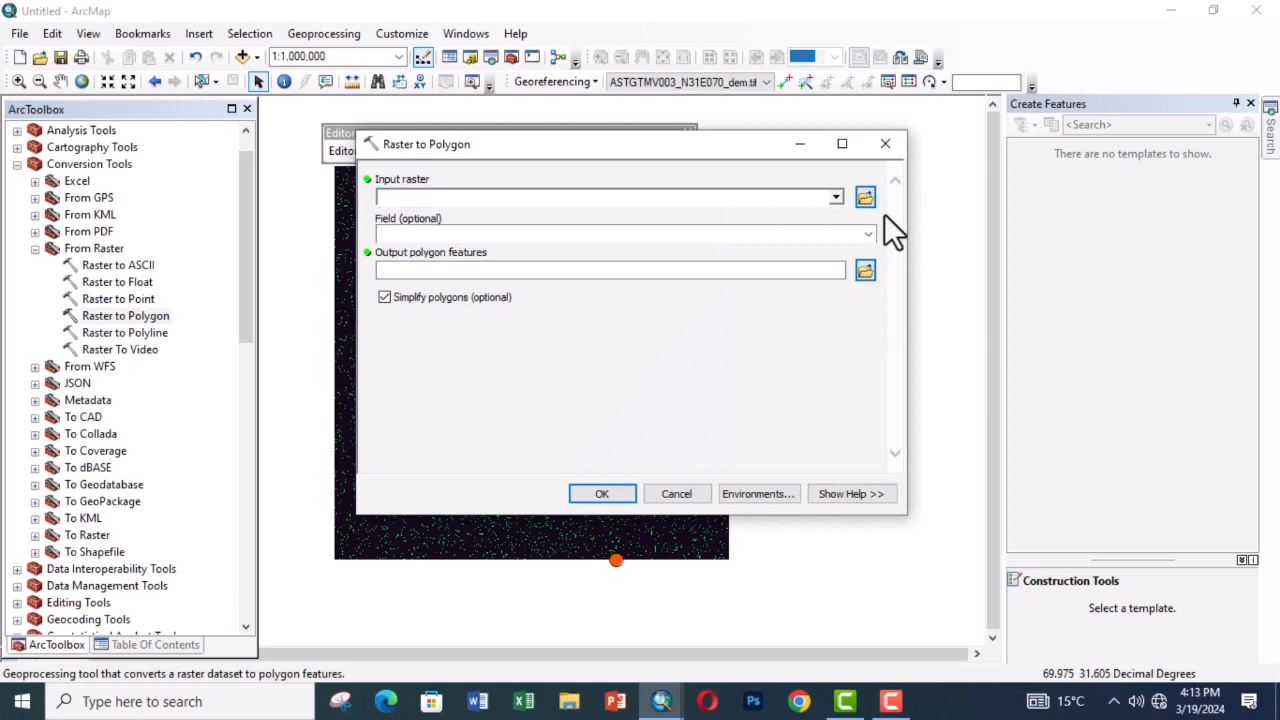 Untitled - ArcMap
File Edit View Bookmarks Insert Selection Geoprocessing Customize Windows Help
1:1,000,000
Georeferencing ASTGTMV003_N31E070_dem.tif
ArcToolbox
Analysis Tools
Cartography Tools
Conversion Tools
Excel
From GPS
From KML
From PDF
From Raster
Raster to ASCII
Raster to Float
Raster to Point
Raster to Polygon
Raster to Polyline
Raster To Video
From WFS
JSON
Metadata
To CAD
To Collada
To Coverage
To dBASE
To Geodatabase
To GeoPackage
To KML
To Raster
To Shapefile
Data Interoperability Tools
Data Management Tools
Editing Tools
Geocoding Tools
ArcToolbox Table Of Contents
Editor
Raster to Polygon
Input raster
Field (optional)
Output polygon features
Simplify polygons (optional)
OK Cancel Environments... Show Help >>
Create Features
<Search>
There are no templates to show.
Search
Construction Tools
Select a template.
Geoprocessing tool that converts a raster dataset to polygon features.
69.975 31.605 Decimal Degrees
Type here to search
15°C
4:13 PM
3/19/2024